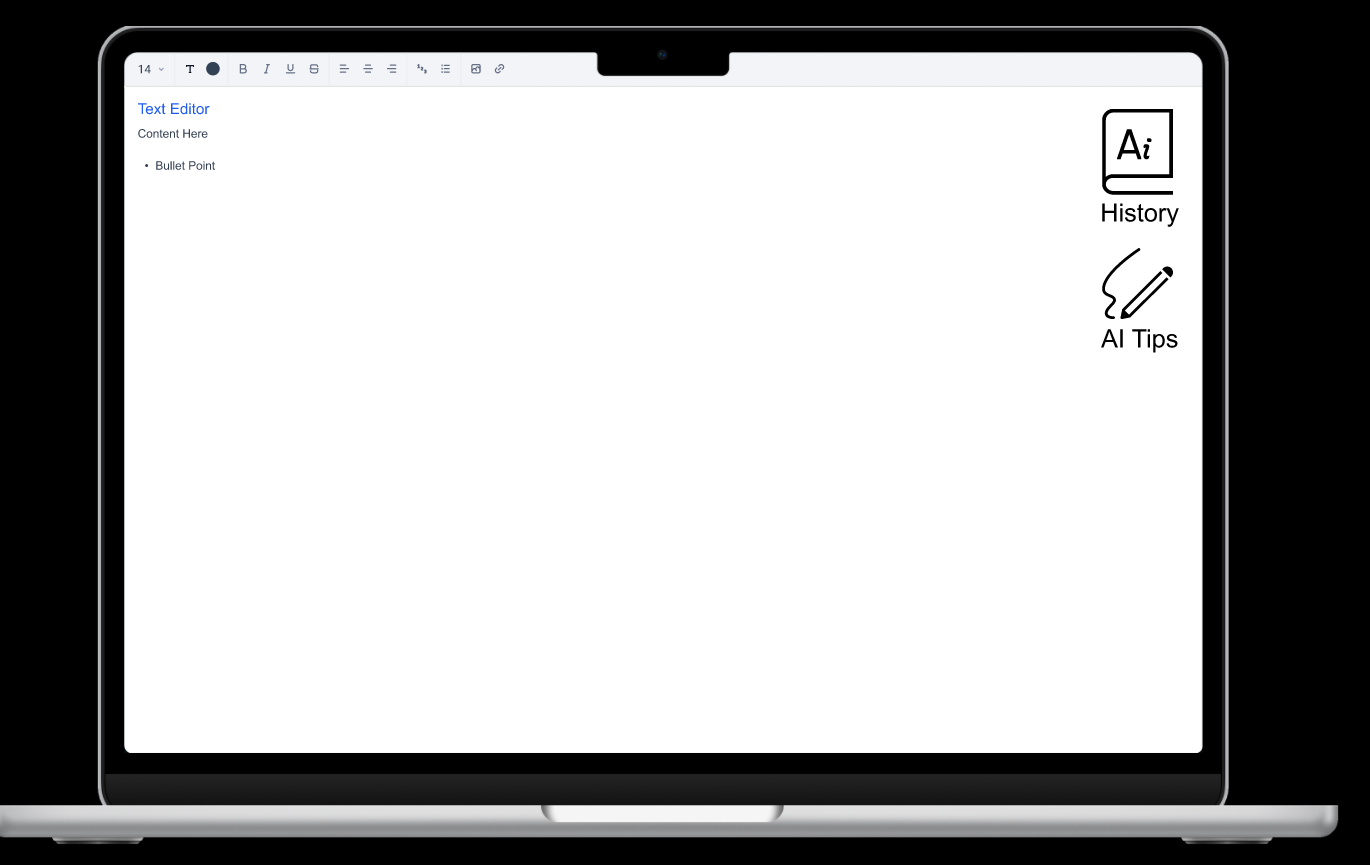 14
T
B I U S
Text Editor
Content Here
• Bullet Point
Ai
History
AI Tips